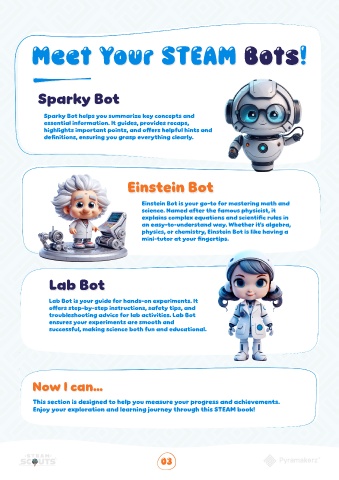 Meet Your STEAM Bots!
Sparky Bot
Sparky Bot helps you summarize key concepts and
essential information. It guides, provides recaps,
highlights important points, and offers helpful hints and
definitions, ensuring you grasp everything clearly.
Einstein Bot
Einstein Bot is your go-to for mastering math and
science. Named after the famous physicist, it
explains complex equations and scientific rules in
an easy-to-understand way. Whether it's algebra,
physics, or chemistry, Einstein Bot is like having a
mini-tutor at your fingertips.
Lab Bot
Lab Bot is your guide for hands-on experiments. It
offers step-by-step instructions, safety tips, and
troubleshooting advice for lab activities. Lab Bot
ensures your experiments are smooth and
successful, making science both fun and educational.
Now I can...
This section is designed to help you measure your progress and achievements.
Enjoy your exploration and learning journey through this STEAM book!
STEAM
SCOUTS
03
Pyramakerz